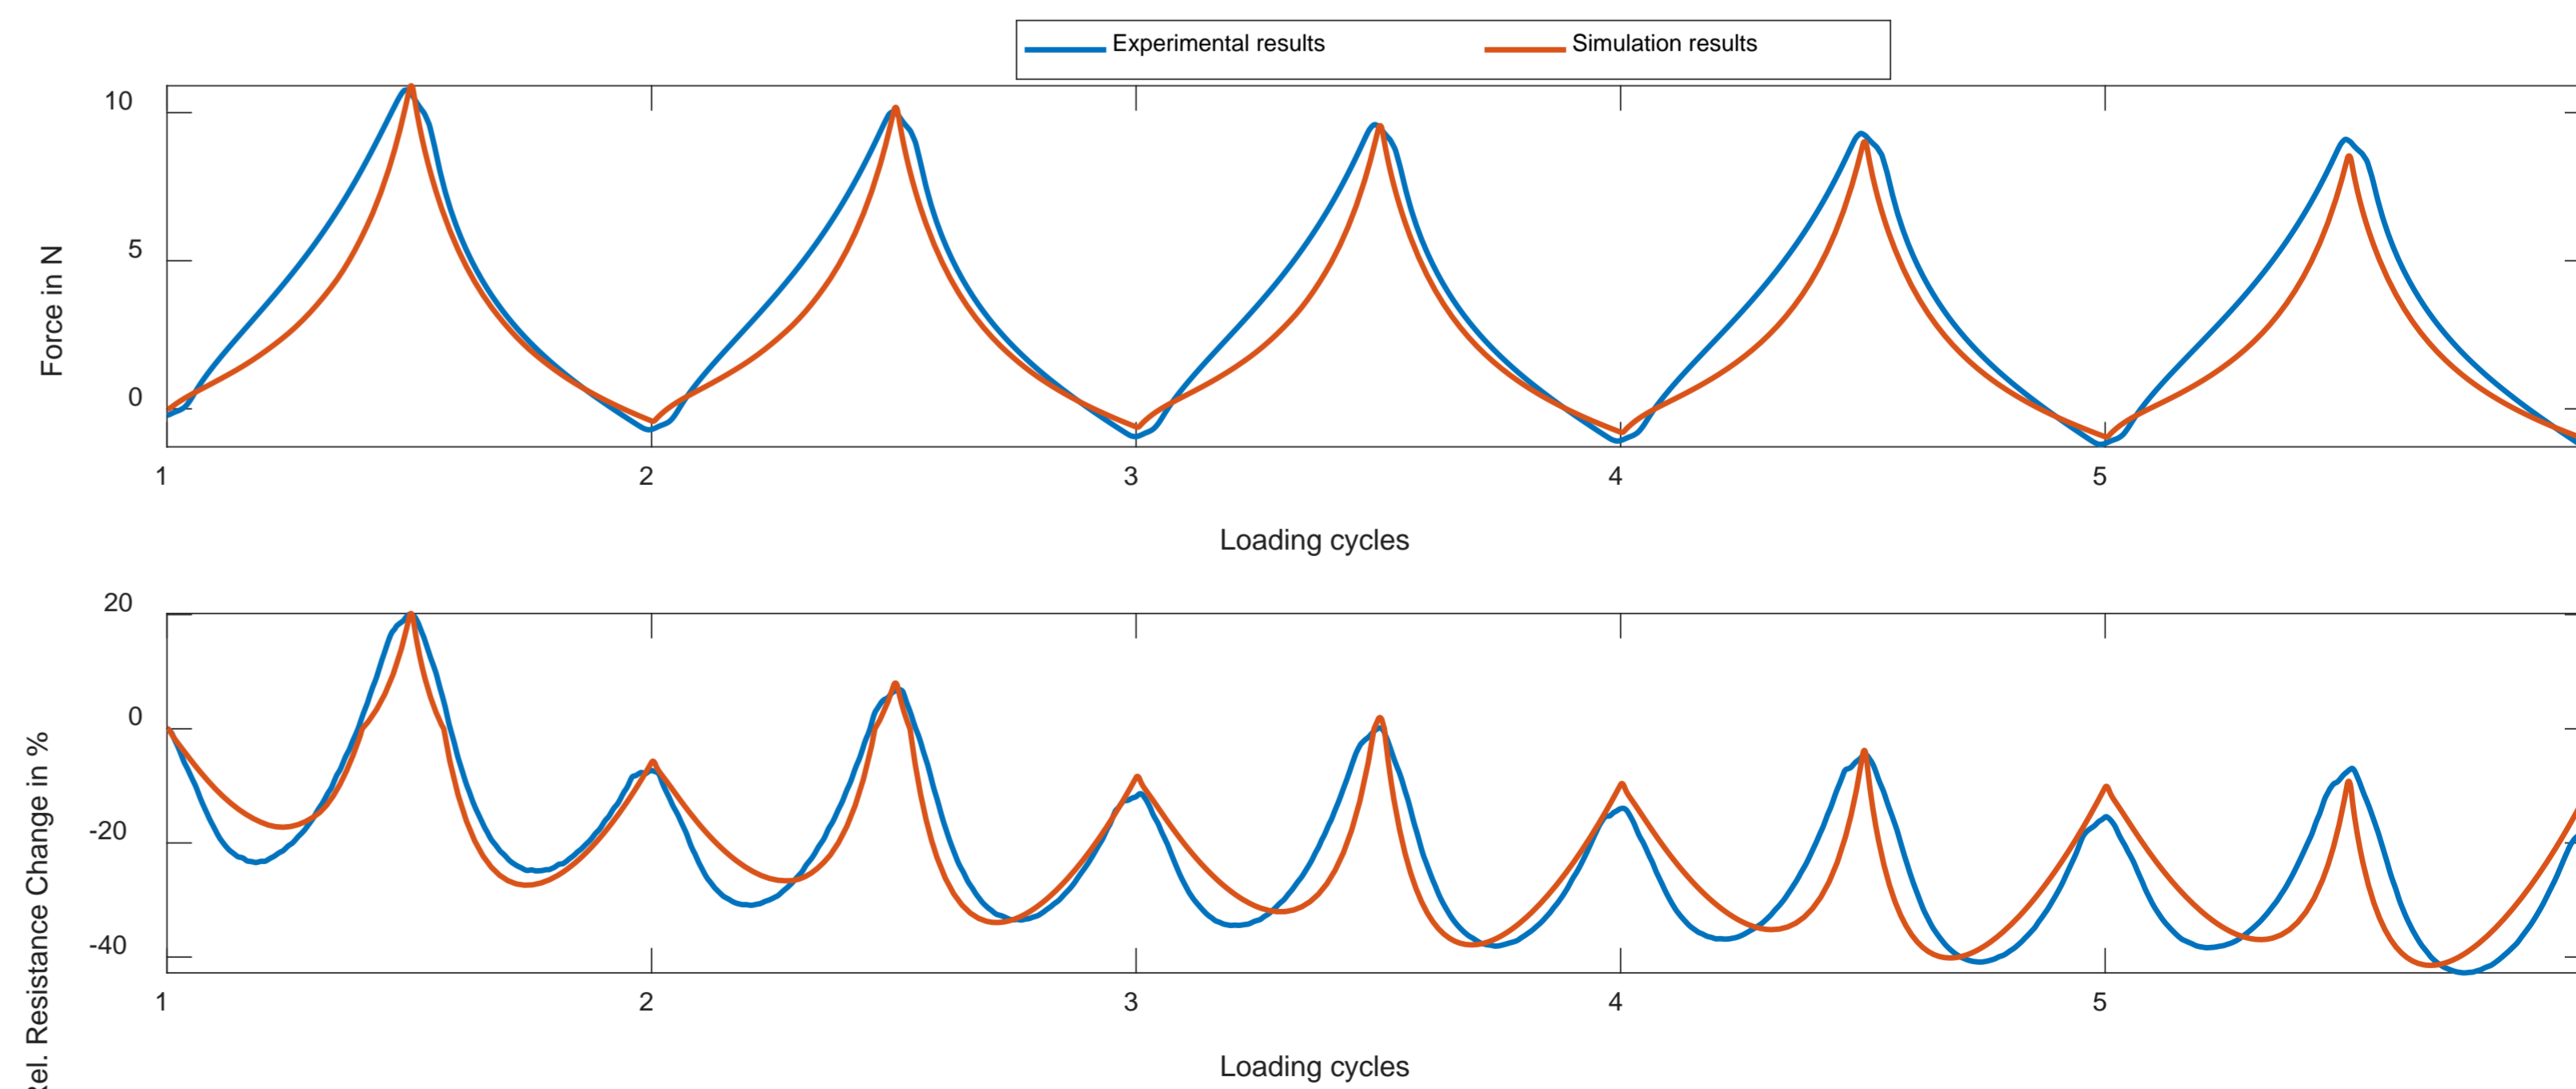 Experimental results Simulation results
10
5
0
Force in N
1 2 3 4 5
Loading cycles
20
0
-20
-40
Resistance Change in %
1 2 3 4 5
Loading cycles